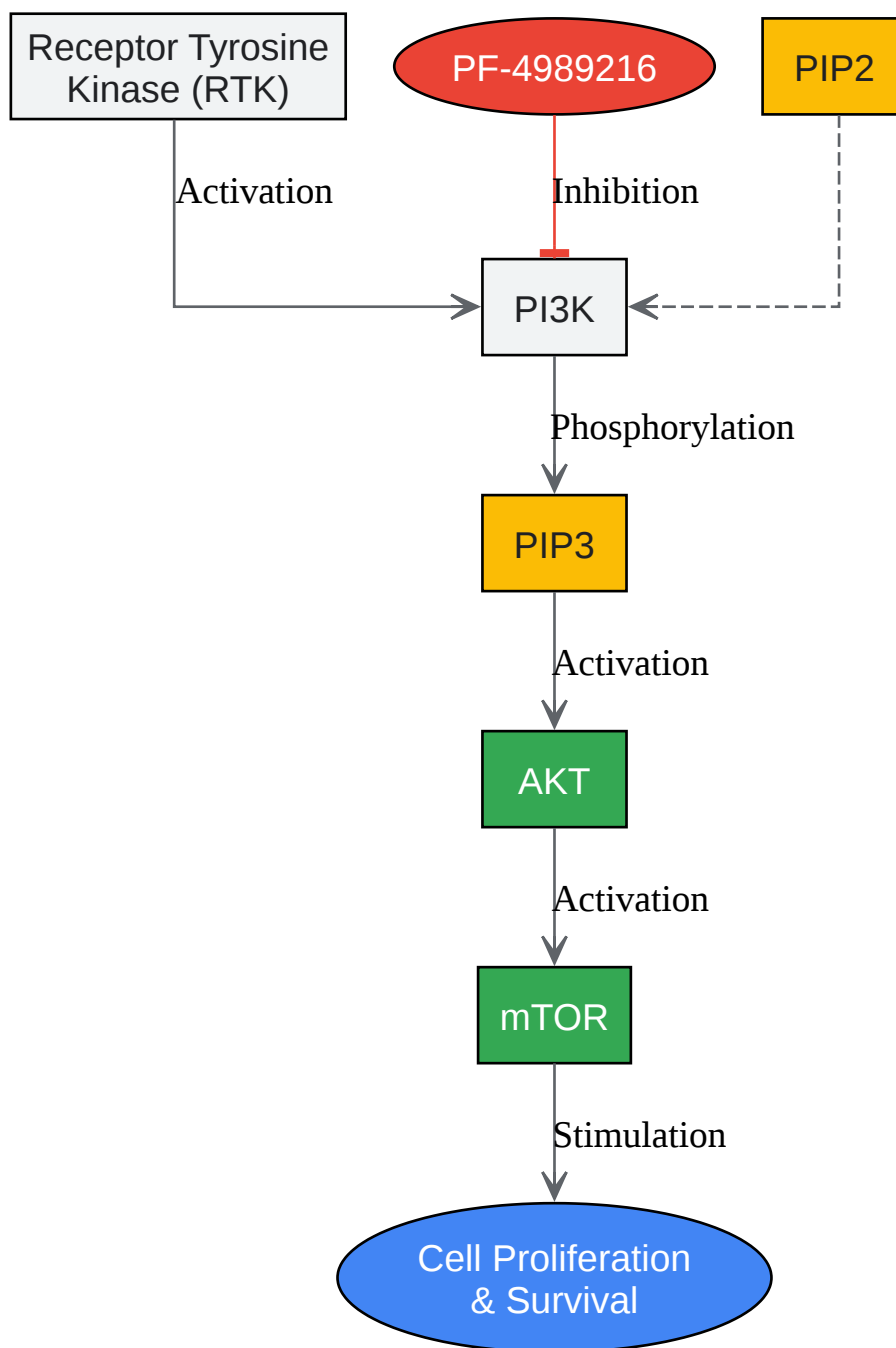 Receptor Tyrosine
Kinase (RTK)
PF-4989216
PIP2
Activation
Inhibition
PI3K
Phosphorylation
PIP3
Activation
AKT
Activation
mTOR
Stimulation
Cell Proliferation
& Survival